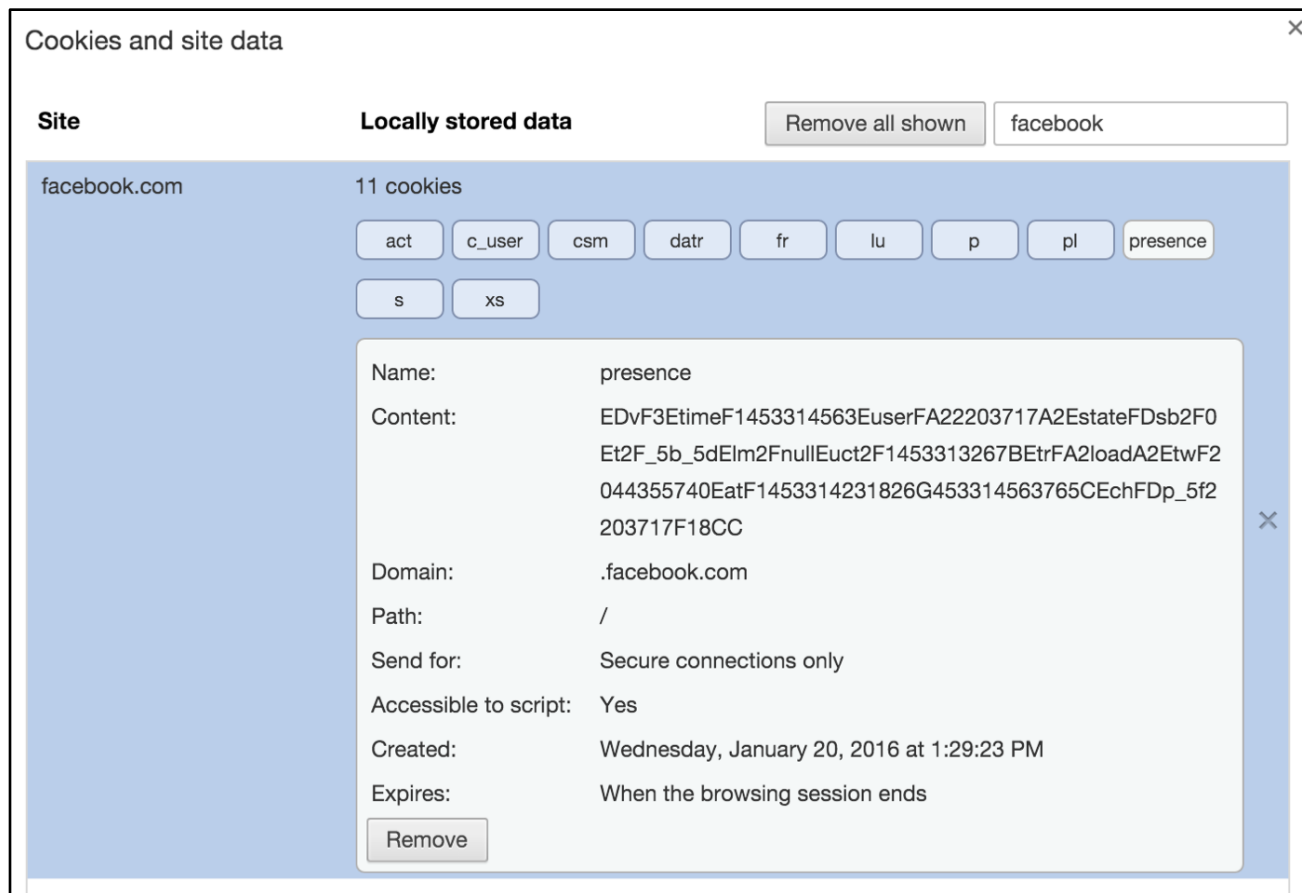 Cookies and site data
Site Locally stored data Remove all shown facebook
facebook.com 11 cookies
act c_user csm datr fr lu p pl presence
s xs
Name: presence
Content: EDvF3EtimeF1453314563EuserFA22203717A2EstateFDsb2F0
Et2F_5b_5dElm2FnullEuct2F1453313267BEtrFA2loadA2EtwF2
044355740EatF1453314231826G453314563765CEchFDp_5f2
203717F18CC
Domain: .facebook.com
Path: /
Send for: Secure connections only
Accessible to script: Yes
Created: Wednesday, January 20, 2016 at 1:29:23 PM
Expires: When the browsing session ends
Remove